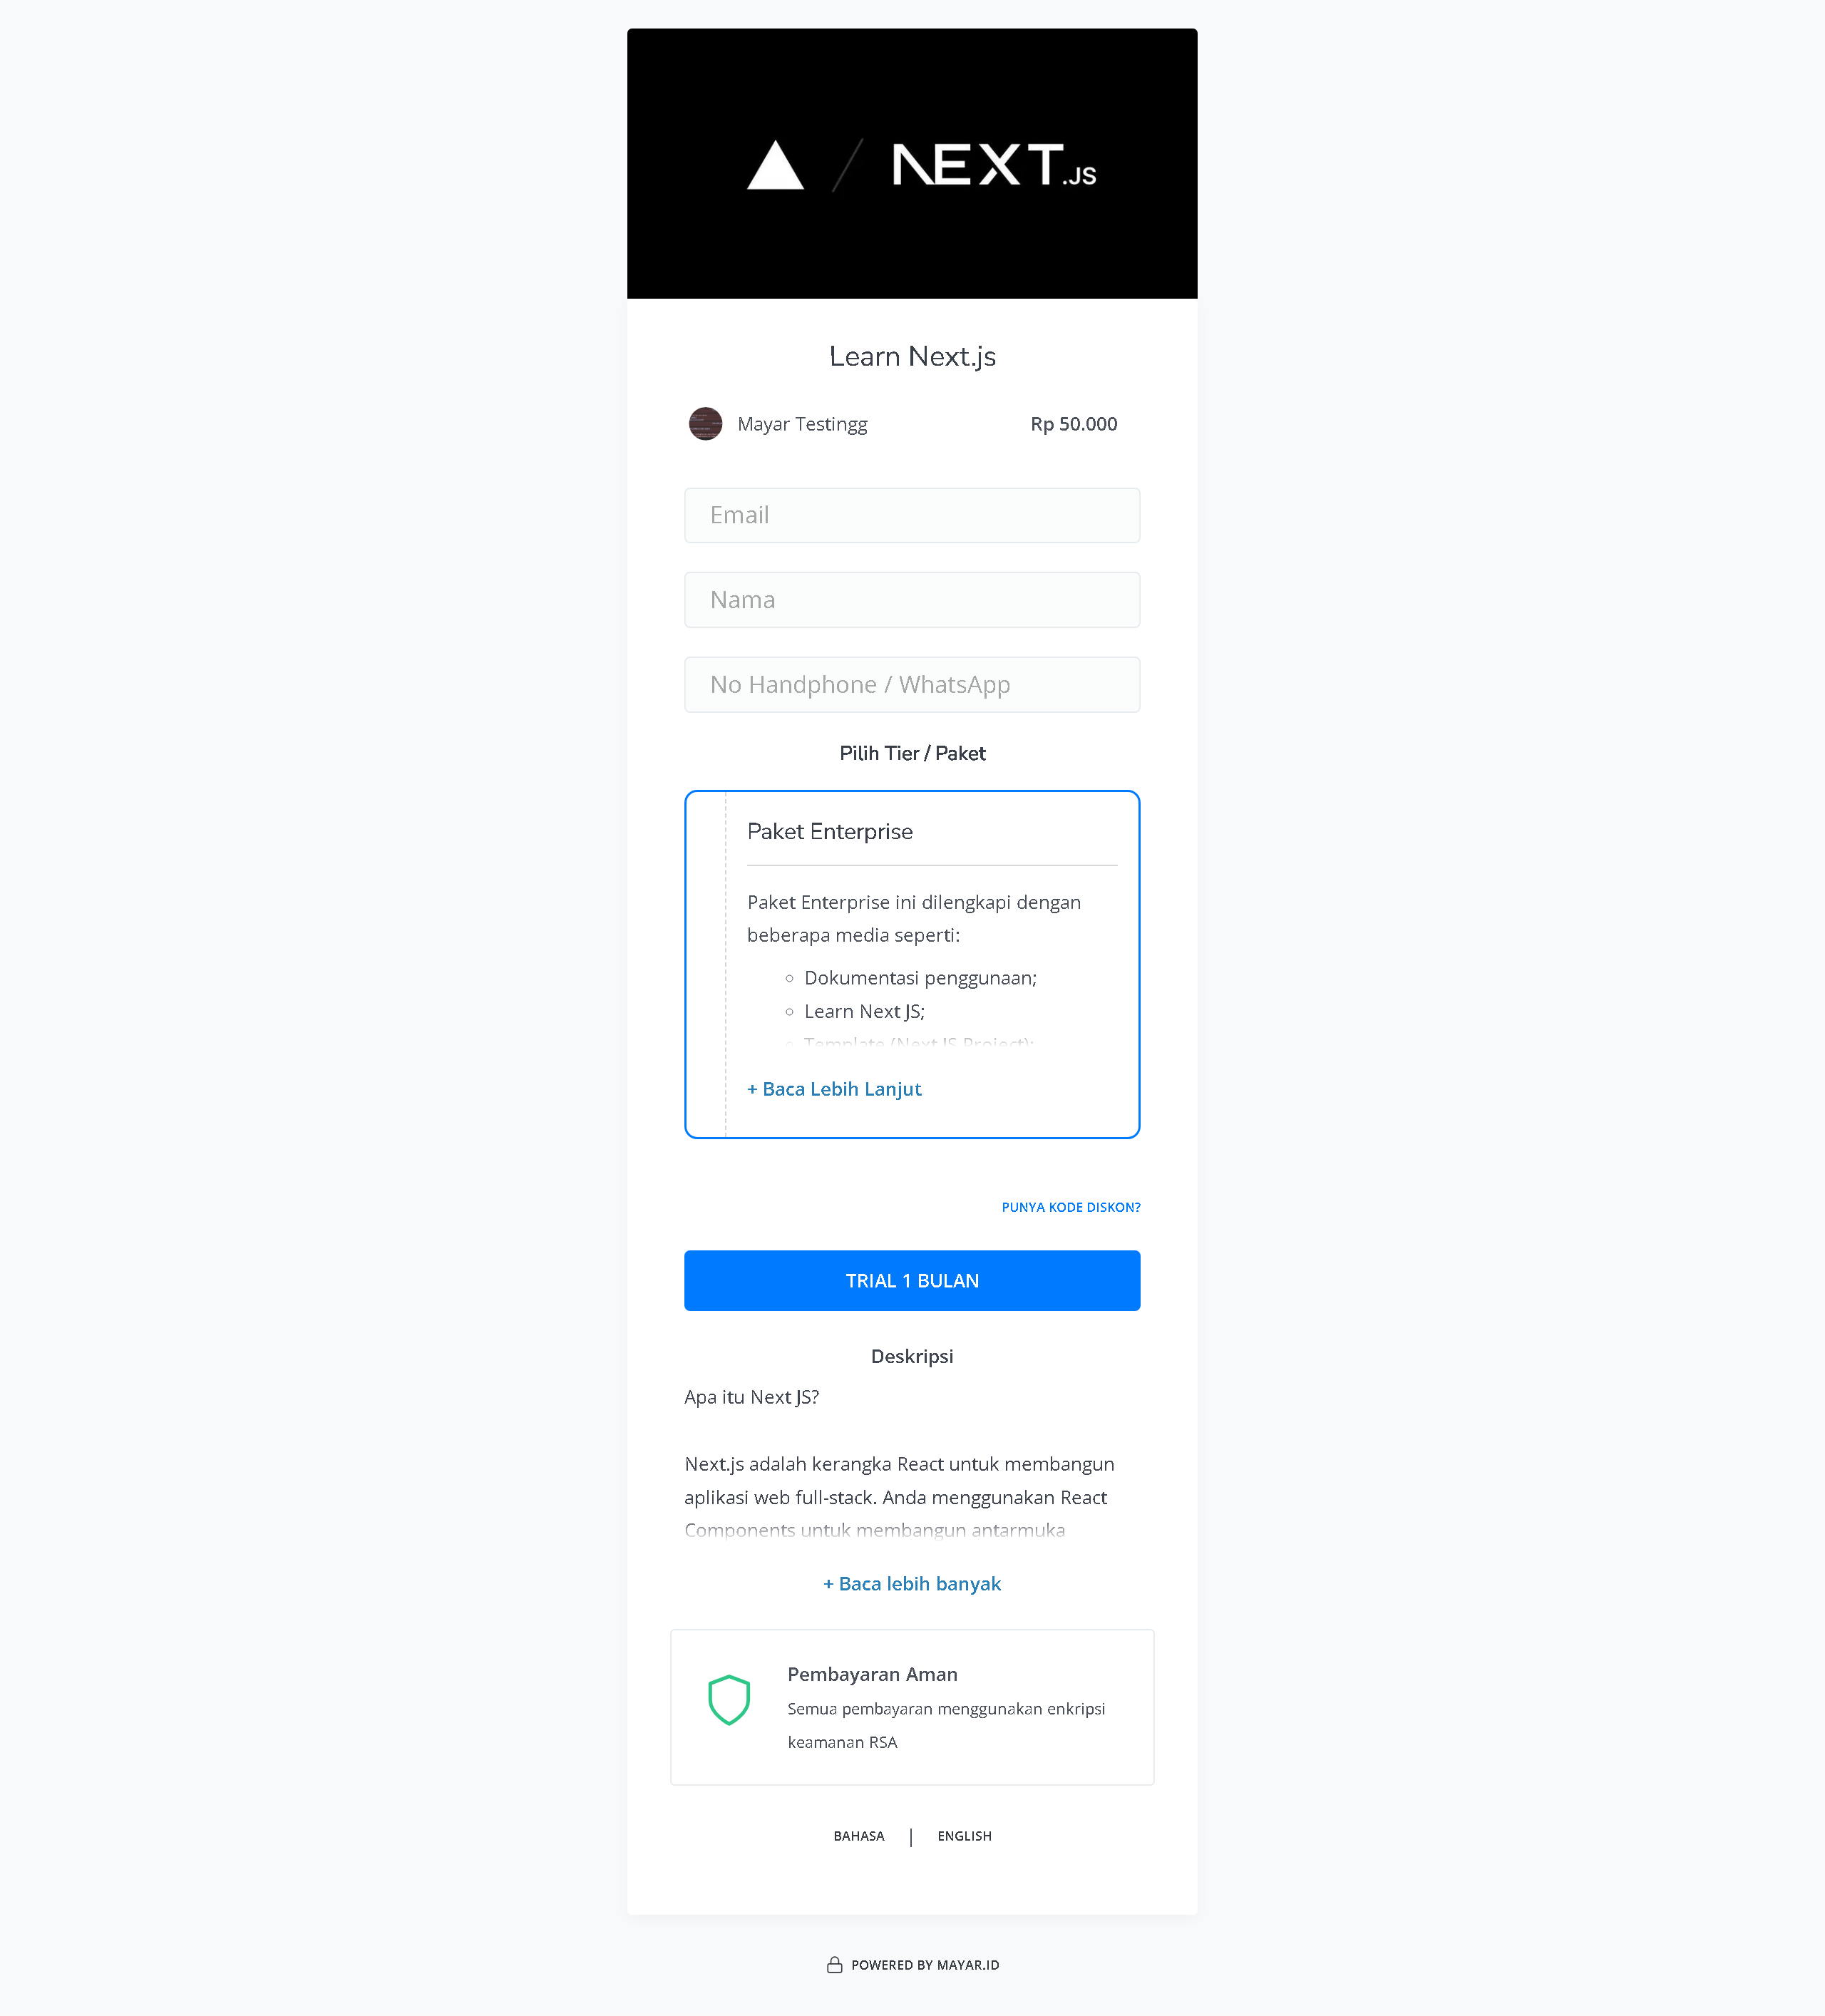 NEXT.JS
Learn Next.js
Mayar Testingg
Rp 50.000
Email
Nama
No Handphone / WhatsApp
Pilih Tier / Paket
Paket Enterprise
Paket Enterprise ini dilengkapi dengan
beberapa media seperti:
Dokumentasi penggunaan;
Learn Next JS;
Template (Next JS Project);
+ Baca Lebih Lanjut
PUNYA KODE DISKON?
TRIAL 1 BULAN
Deskripsi
Apa itu Next JS?
Next.js adalah kerangka React untuk membangun
aplikasi web full-stack. Anda menggunakan React
Components untuk membangun antarmuka
+ Baca lebih banyak
Pembayaran Aman
Semua pembayaran menggunakan enkripsi
keamanan RSA
BAHASA | ENGLISH
POWERED BY MAYAR.ID